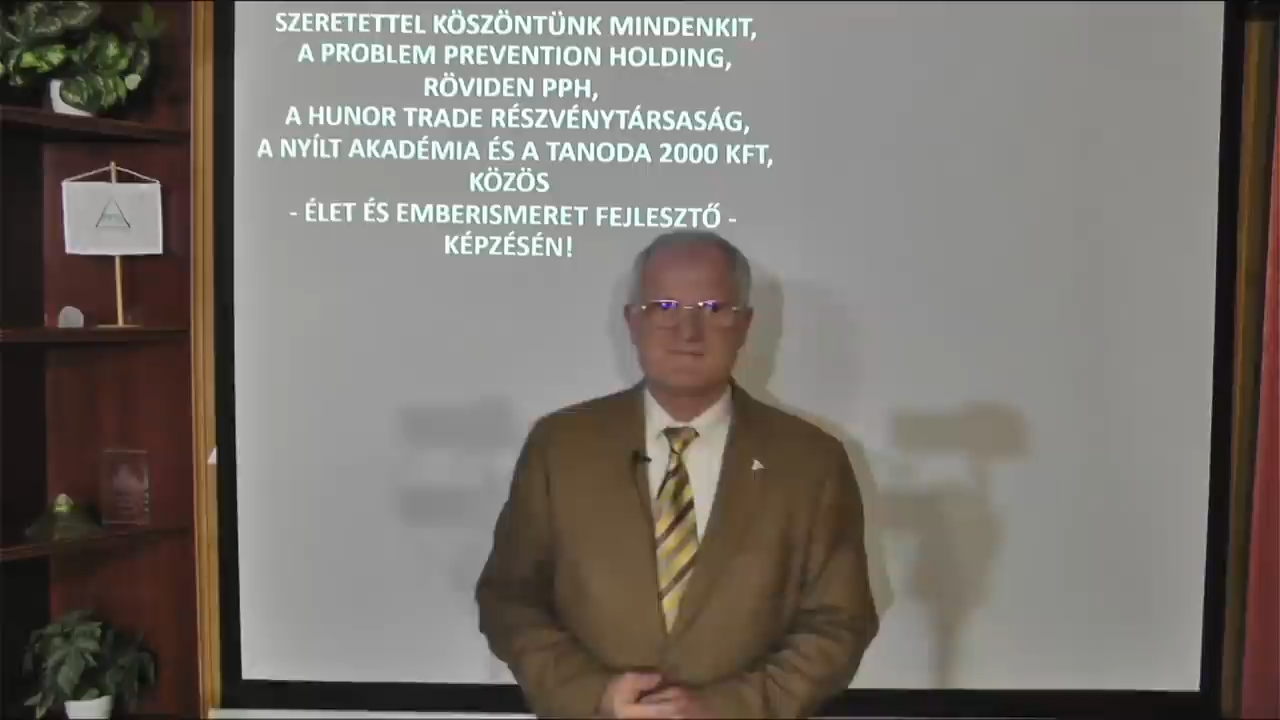 SZERETETTEL KÖSZÖNTÜNK MINDENKIT,
A PROBLEM PREVENTION HOLDING,
RÖVIDEN PPH,
A HUNOR TRADE RÉSZVÉNYTÁRSASÁG,
A NYÍLT AKADÉMIA ÉS A TANODA 2000 KFT,
KÖZÖS
- ÉLET ÉS EMBERISMERET FEJLESZTŐ -
KÉPZÉSÉN!